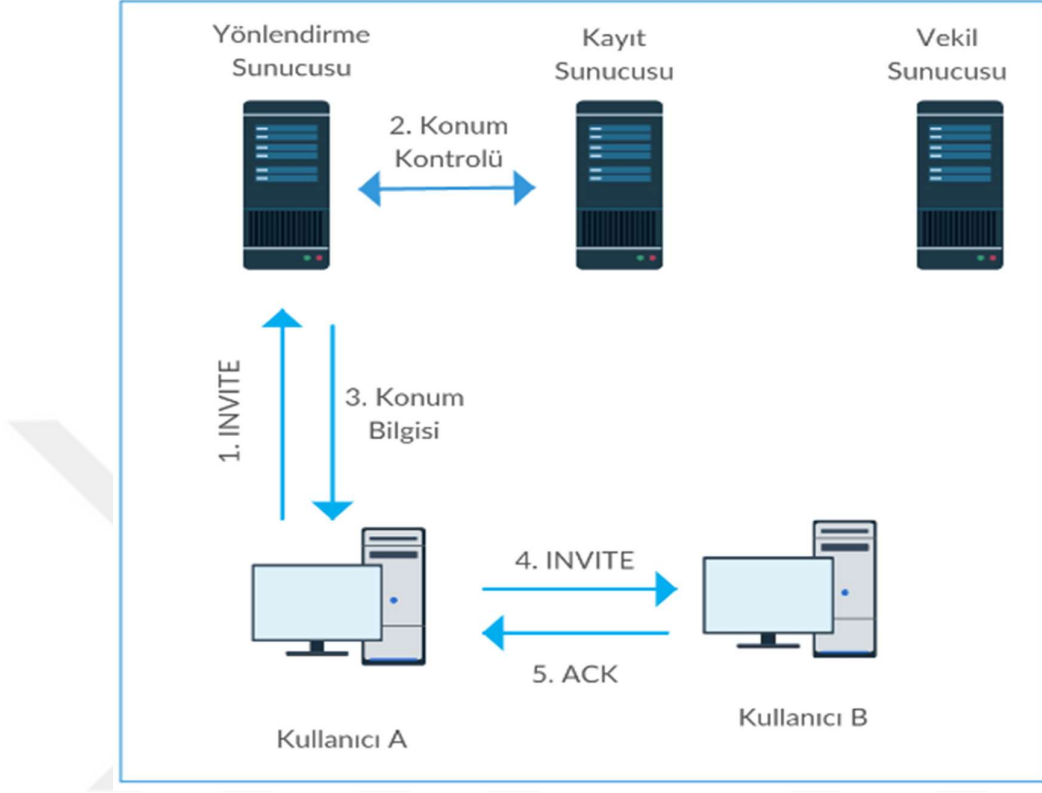 Yönlendirme
Sunucusu
Kayıt
Sunucusu
Vekil
Sunucusu
2. Konum
Kontrolü
1. INVITE
3. Konum
Bilgisi
4. INVITE
5. ACK
Kullanıcı A
Kullanıcı B